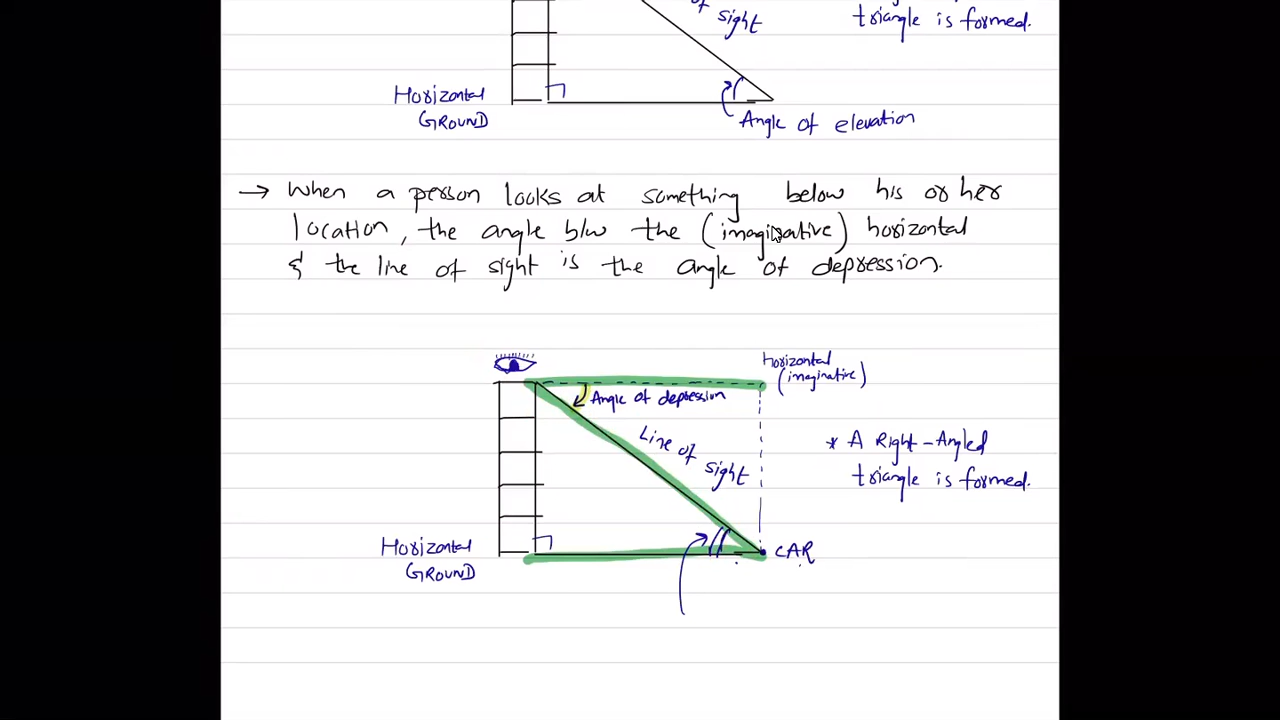 of sight
triangle is formed.
Horizontal
GROUND
Angle of elevation
→ When a person looks at something below his or her
location, the angle b/w the (imaginative) horizontal
& the line of sight is the angle of depression.
Horizontal
(imaginative)
Angle of depression
Line of
sight
* A Right-Angled
triangle is formed.
Horizontal
GROUND
CAR